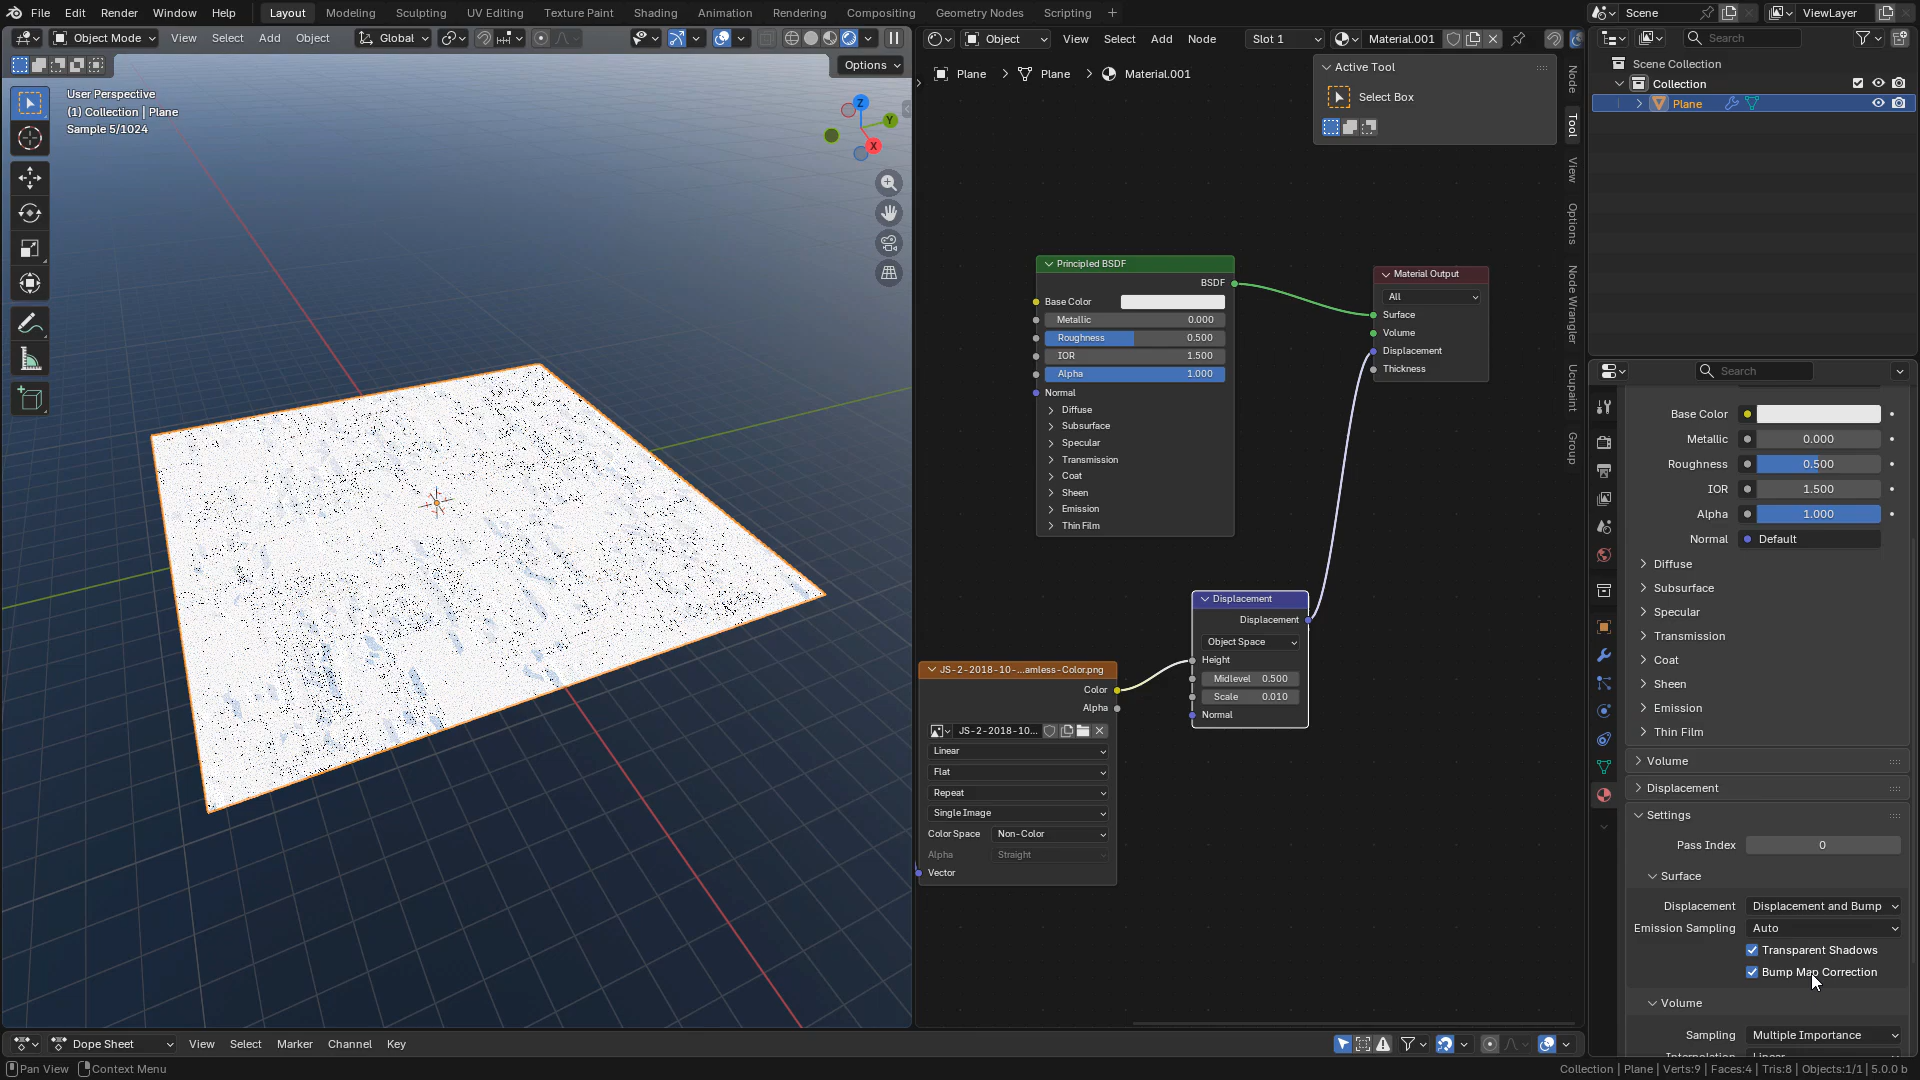 File Edit Render Window Help Layout Modeling Sculpting UV Editing Texture Paint Shading Animation Rendering Compositing Geometry Nodes Scripting + Scene ViewLayer
Object Mode View Select Add Object Global Object View Select Add Node Slot 1 Material.001 Search
Options
Scene Collection
Collection
Plane
User Perspective
(1) Collection | Plane
Sample 5/1024
Z
Y
X
Plane Plane Material.001
Active Tool
Select Box
Node
Tool
View
Options
Node Wrangler
Ucupaint
Group
Principled BSDF
BSDF
Base Color
Metallic 0.000
Roughness 0.500
IOR 1.500
Alpha 1.000
Normal
Diffuse
Subsurface
Specular
Transmission
Coat
Sheen
Emission
Thin Film
Material Output
All
Surface
Volume
Displacement
Thickness
Displacement
Displacement
Object Space
Height
Midlevel 0.500
Scale 0.010
Normal
JS-2-2018-10-...amless-Color.png
Color
Alpha
JS-2-2018-10...
Linear
Flat
Repeat
Single Image
Color Space Non-Color
Alpha Straight
Vector
Search
Base Color
Metallic 0.000
Roughness 0.500
IOR 1.500
Alpha 1.000
Normal Default
Diffuse
Subsurface
Specular
Transmission
Coat
Sheen
Emission
Thin Film
Volume
Displacement
Settings
Pass Index 0
Surface
Displacement Displacement and Bump
Emission Sampling Auto
Transparent Shadows
Bump Map Correction
Volume
Sampling Multiple Importance
Dope Sheet View Select Marker Channel Key
Pan View Context Menu Collection | Plane | Verts:9 | Faces:4 | Tris:8 | Objects:1/1 | 5.0.0 b